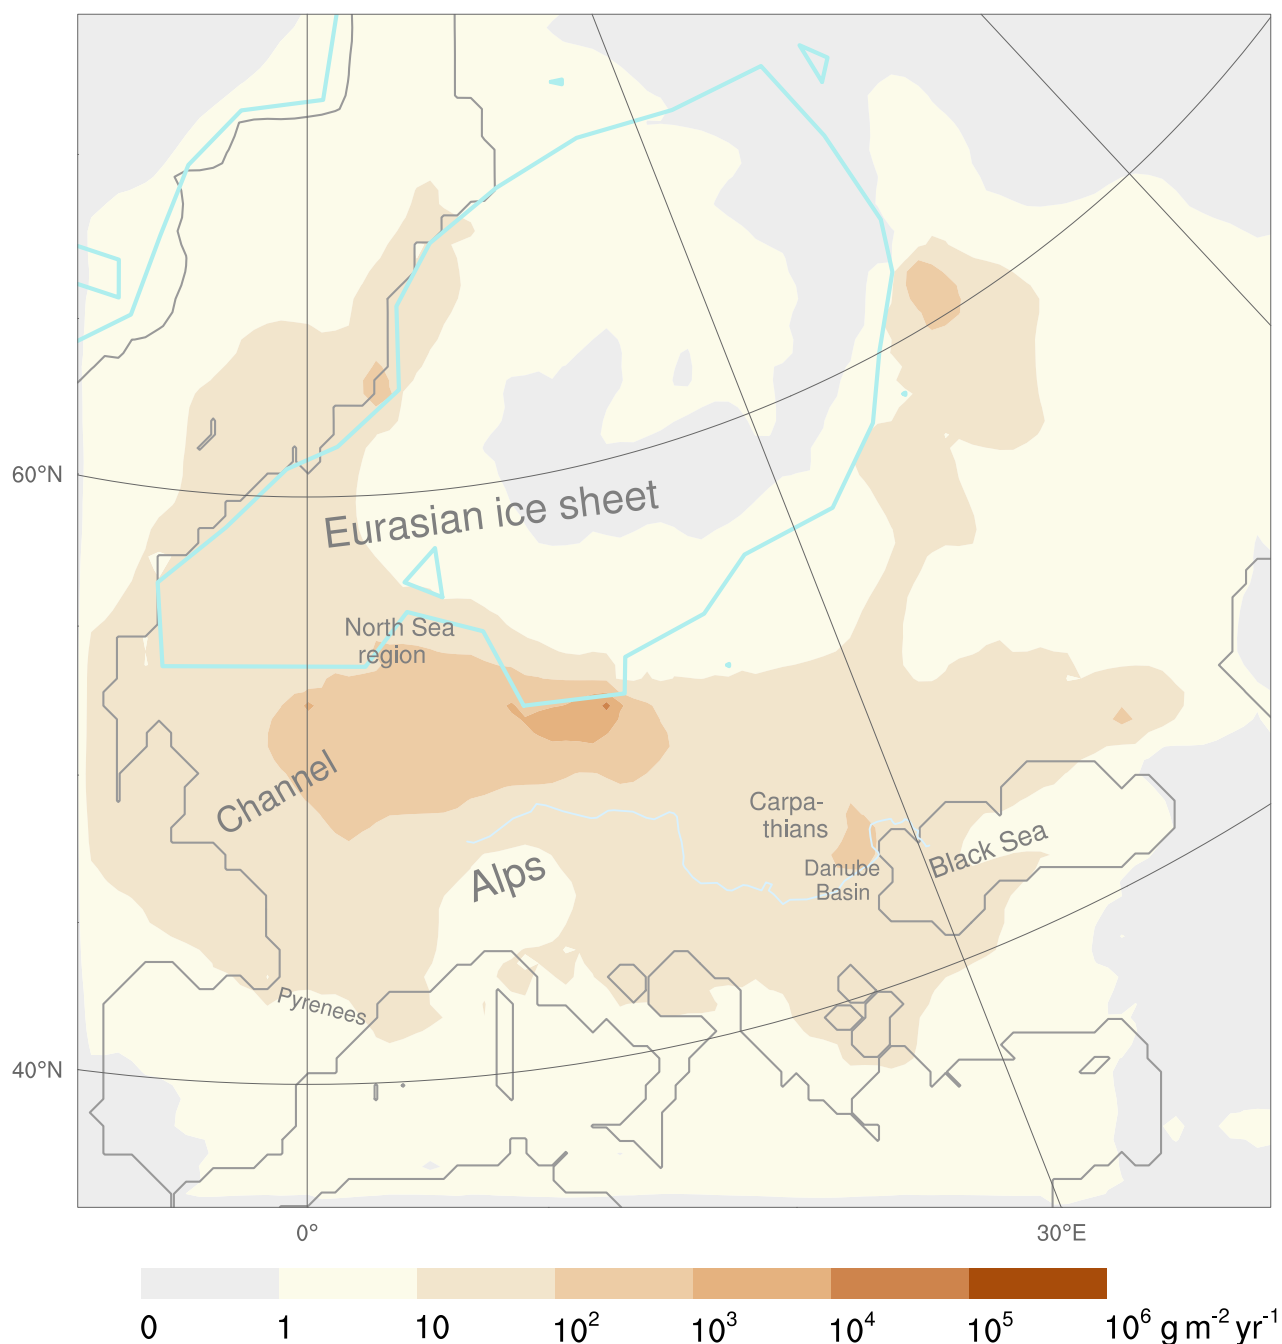 60°N
Eurasian ice sheet
North Sea
region
Channel
Carpa-
thians
Black Sea
Alps
Danube
Basin
Pyrenees
40°N
0°
30°E
0 1 10 10² 10³ 10⁴ 10⁵ 10⁶ g m⁻² yr⁻¹